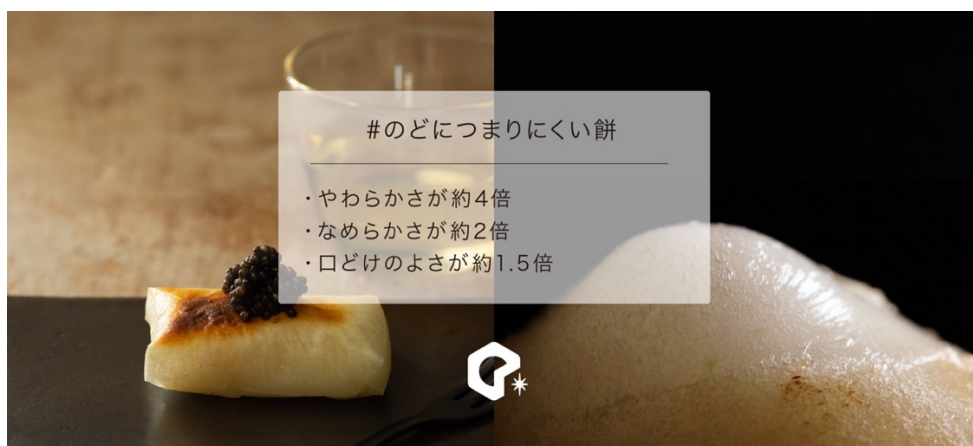 #のどにつまりにくい餅
・やわらかさが約4倍
・なめらかさが約2倍
・口どけのよさが約1.5倍